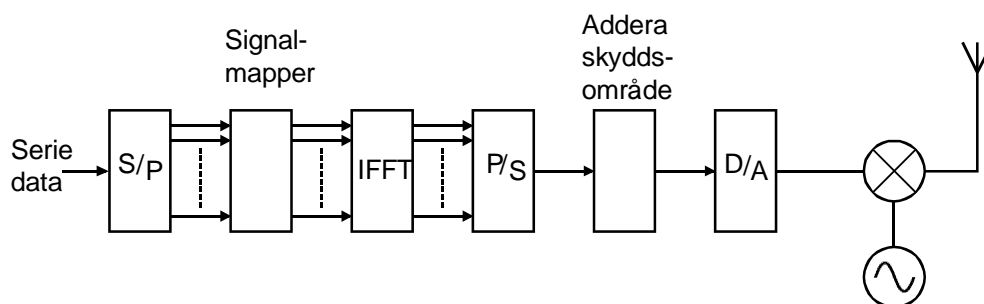 Signal-
mapper
Addera
skydds-
område
Serie
data
S/P
IFFT
P/S
D/A